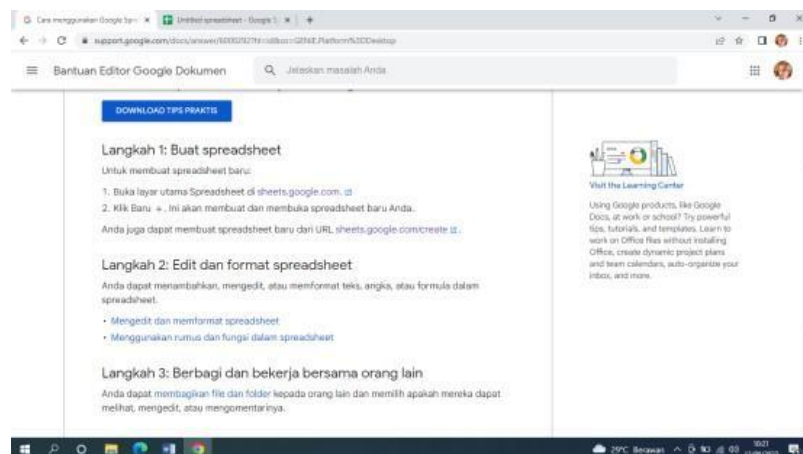 Cara menggunakan Google Spr
Untitled spreadsheet - Google S
Bantuan Editor Google Dokumen
Jelaskan masalah Anda
DOWNLOAD TIPS PRAKTIS
Langkah 1: Buat spreadsheet
Untuk membuat spreadsheet baru:
1. Buka layar utama Spreadsheet di sheets.google.com.
2. Klik Baru +. Ini akan membuat dan membuka spreadsheet baru Anda.
Anda juga dapat membuat spreadsheet baru dari URL sheets.google.com/create.
Langkah 2: Edit dan format spreadsheet
Anda dapat menambahkan, mengedit, atau memformat teks, angka, atau formula dalam
spreadsheet.
• Mengedit dan memformat spreadsheet
• Menggunakan rumus dan fungsi dalam spreadsheet
Langkah 3: Berbagi dan bekerja bersama orang lain
Anda dapat membagikan file dan folder kepada orang lain dan memilih apakah mereka dapat
melihat, mengedit, atau mengomentarinya.
Visit the Learning Center
Using Google products, like Google
Docs, at work or school? Try powerful
tips, tutorials, and templates. Learn to
work on Office files without installing
Office, create dynamic project plans
and team calendars, auto-organize your
inbox, and more.
29°C Berawan